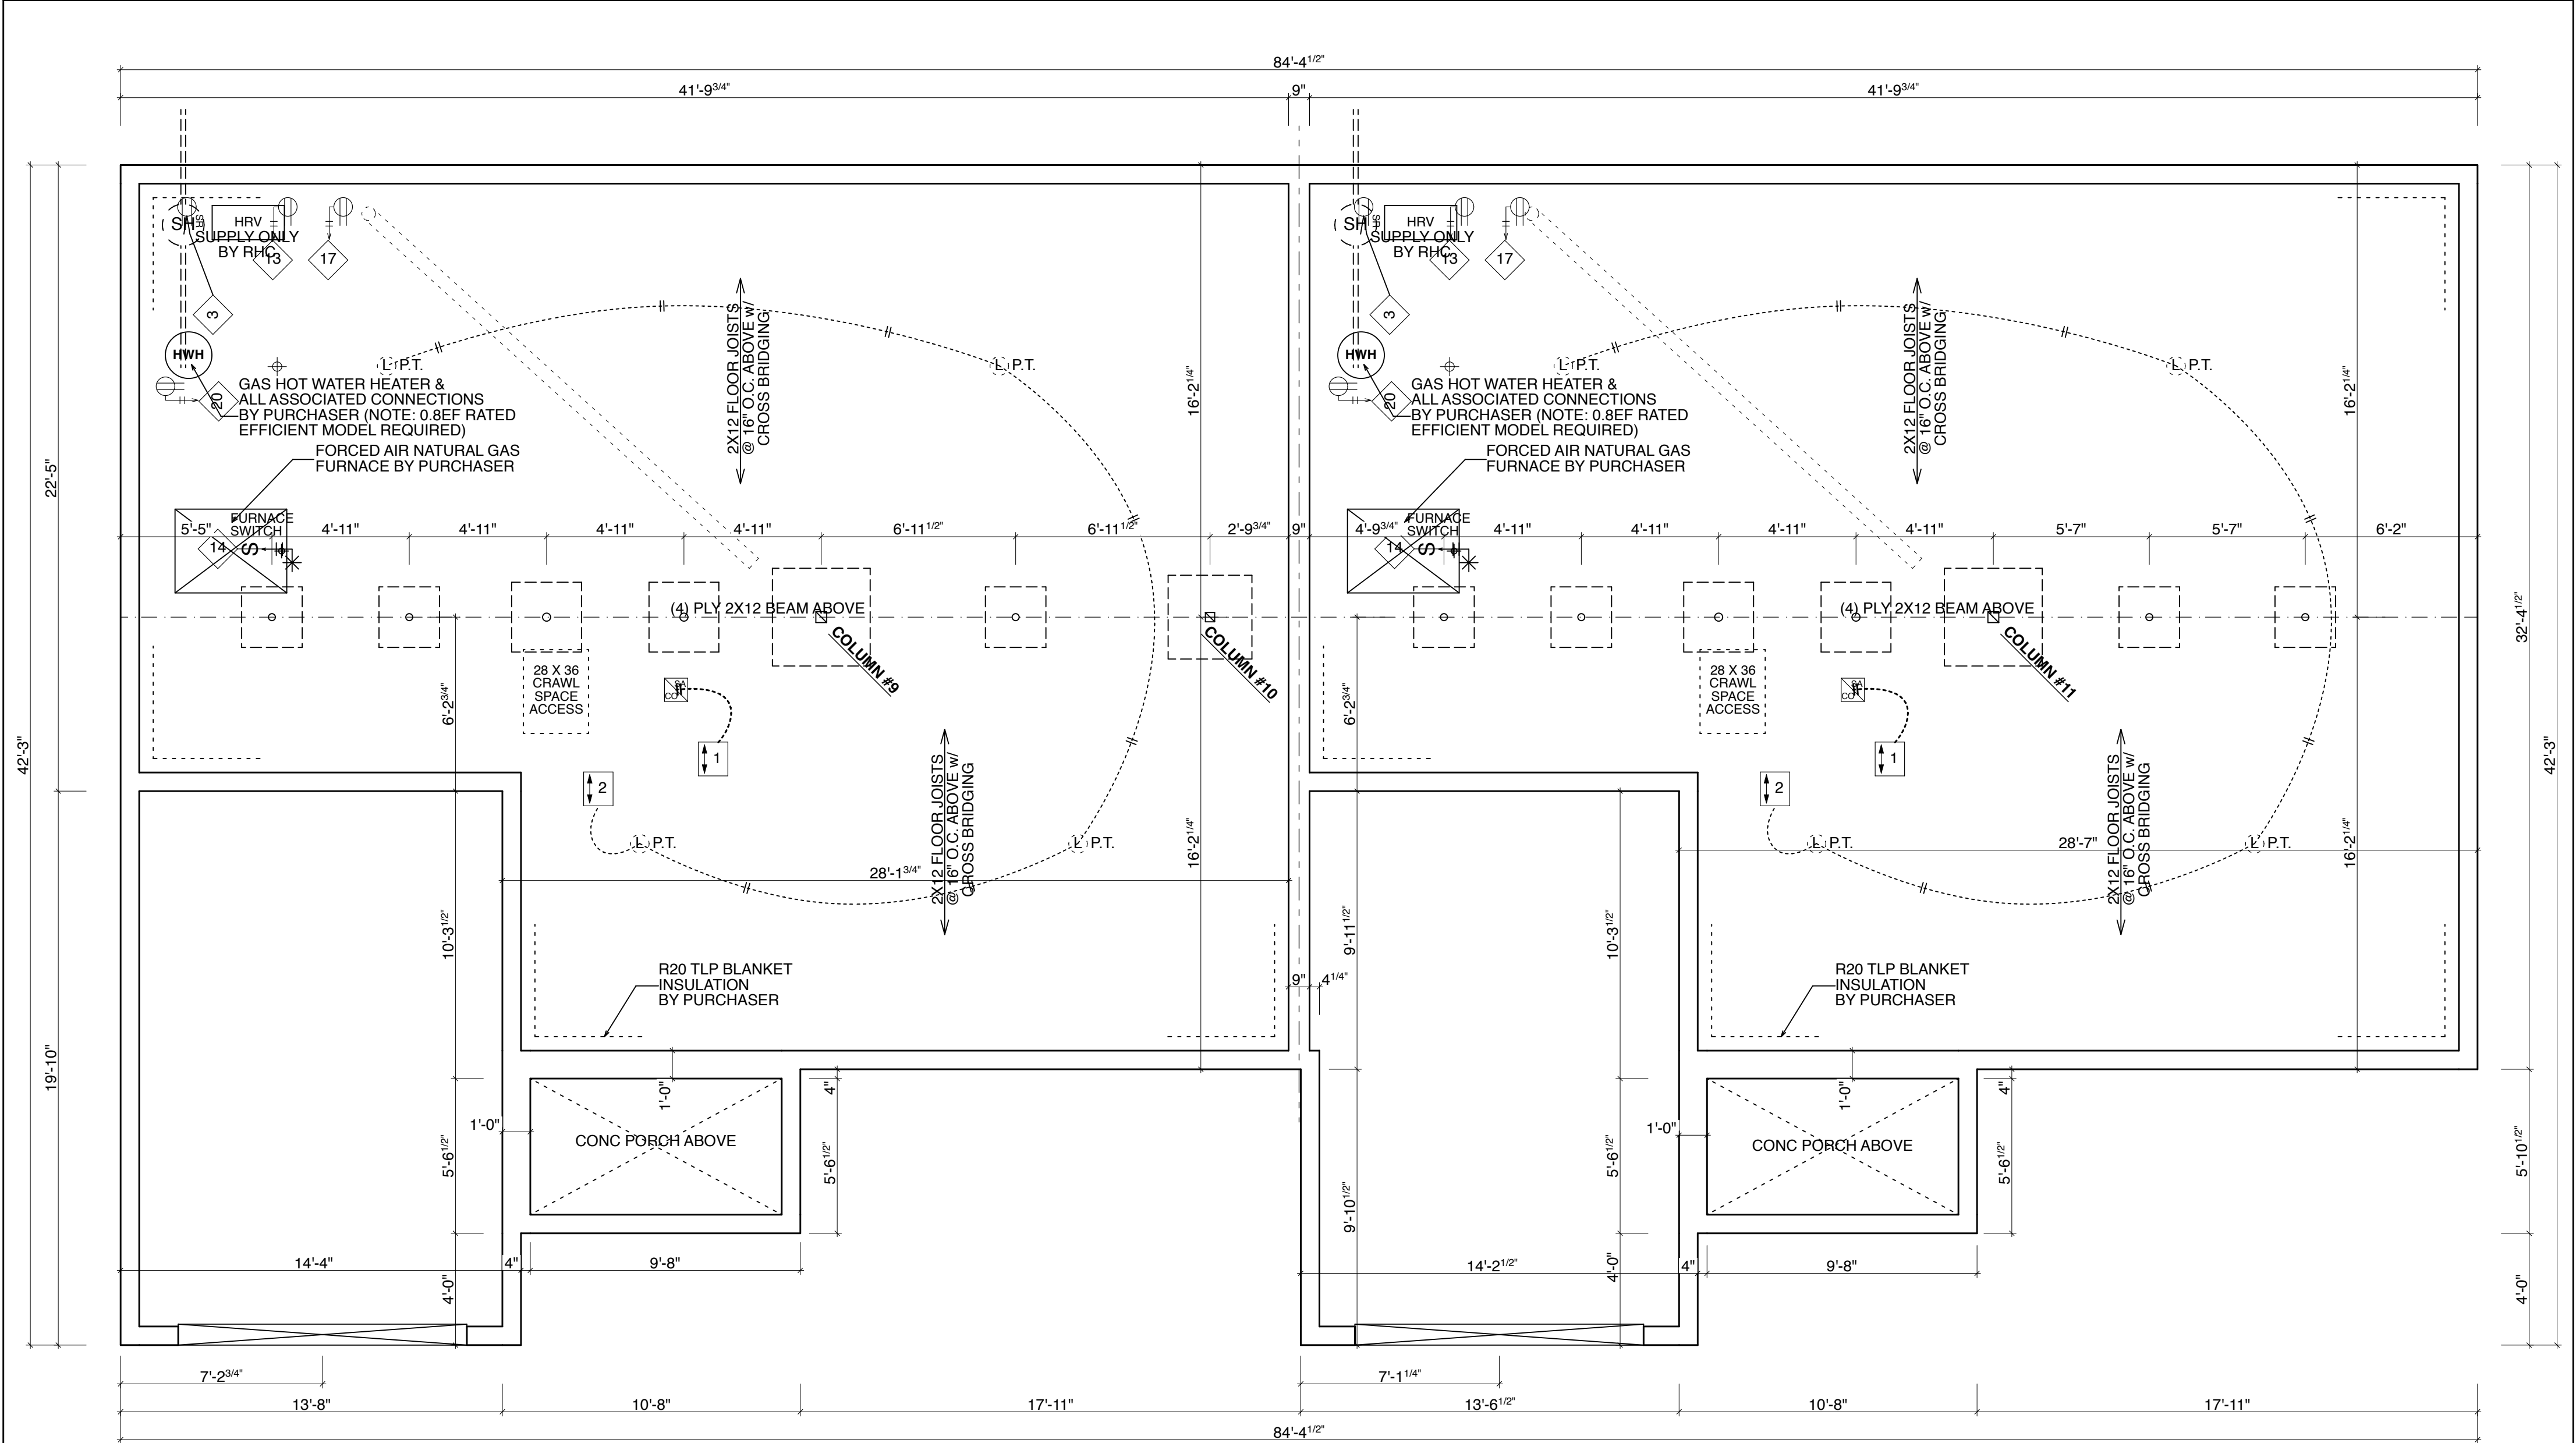 84'-4 1/2"
41'-9 3/4"
9"
41'-9 3/4"
SH
HRV
SUPPLY ONLY
BY RHC
13
17
3
HWH
20
L P.T.
L P.T.
GAS HOT WATER HEATER &
ALL ASSOCIATED CONNECTIONS
BY PURCHASER (NOTE: 0.8EF RATED
EFFICIENT MODEL REQUIRED)
FORCED AIR NATURAL GAS
FURNACE BY PURCHASER
2X12 FLOOR JOISTS
@ 16" O.C. ABOVE w/
CROSS BRIDGING
16'-2 1/4"
SH
HRV
SUPPLY ONLY
BY RHC
13
17
3
HWH
20
L P.T.
L P.T.
GAS HOT WATER HEATER &
ALL ASSOCIATED CONNECTIONS
BY PURCHASER (NOTE: 0.8EF RATED
EFFICIENT MODEL REQUIRED)
FORCED AIR NATURAL GAS
FURNACE BY PURCHASER
2X12 FLOOR JOISTS
@ 16" O.C. ABOVE w/
CROSS BRIDGING
16'-2 1/4"
22'-5"
42'-3"
19'-10"
5'-5"
FURNACE
SWITCH
14
S
4'-11"
4'-11"
4'-11"
4'-11"
6'-11 1/2"
6'-11 1/2"
2'-9 3/4"
9"
4'-9 3/4"
FURNACE
SWITCH
14
S
4'-11"
4'-11"
4'-11"
4'-11"
5'-7"
5'-7"
6'-2"
(4) PLY 2X12 BEAM ABOVE
COLUMN #9
COLUMN #10
(4) PLY 2X12 BEAM ABOVE
COLUMN #11
32'-4 1/2"
42'-3"
5'-10 1/2"
4'-0"
28 X 36
CRAWL
SPACE
ACCESS
6'-2 3/4"
SA
CO
1
2
L P.T.
L P.T.
28'-1 3/4"
2X12 FLOOR JOISTS
@ 16" O.C. ABOVE w/
CROSS BRIDGING
16'-2 1/4"
28 X 36
CRAWL
SPACE
ACCESS
6'-2 3/4"
SA
CO
1
2
L P.T.
L P.T.
28'-7"
2X12 FLOOR JOISTS
@ 16" O.C. ABOVE w/
CROSS BRIDGING
16'-2 1/4"
10'-3 1/2"
R20 TLP BLANKET
INSULATION
BY PURCHASER
9"
4 1/4"
9'-11 1/2"
10'-3 1/2"
R20 TLP BLANKET
INSULATION
BY PURCHASER
1'-0"
1'-0"
CONC PORCH ABOVE
4"
5'-6 1/2"
5'-6 1/2"
4'-0"
9'-10 1/2"
1'-0"
1'-0"
CONC PORCH ABOVE
4"
5'-6 1/2"
5'-6 1/2"
4'-0"
14'-4"
4"
9'-8"
14'-2 1/2"
4"
9'-8"
7'-2 3/4"
7'-1 1/4"
13'-8"
10'-8"
17'-11"
13'-6 1/2"
10'-8"
17'-11"
84'-4 1/2"